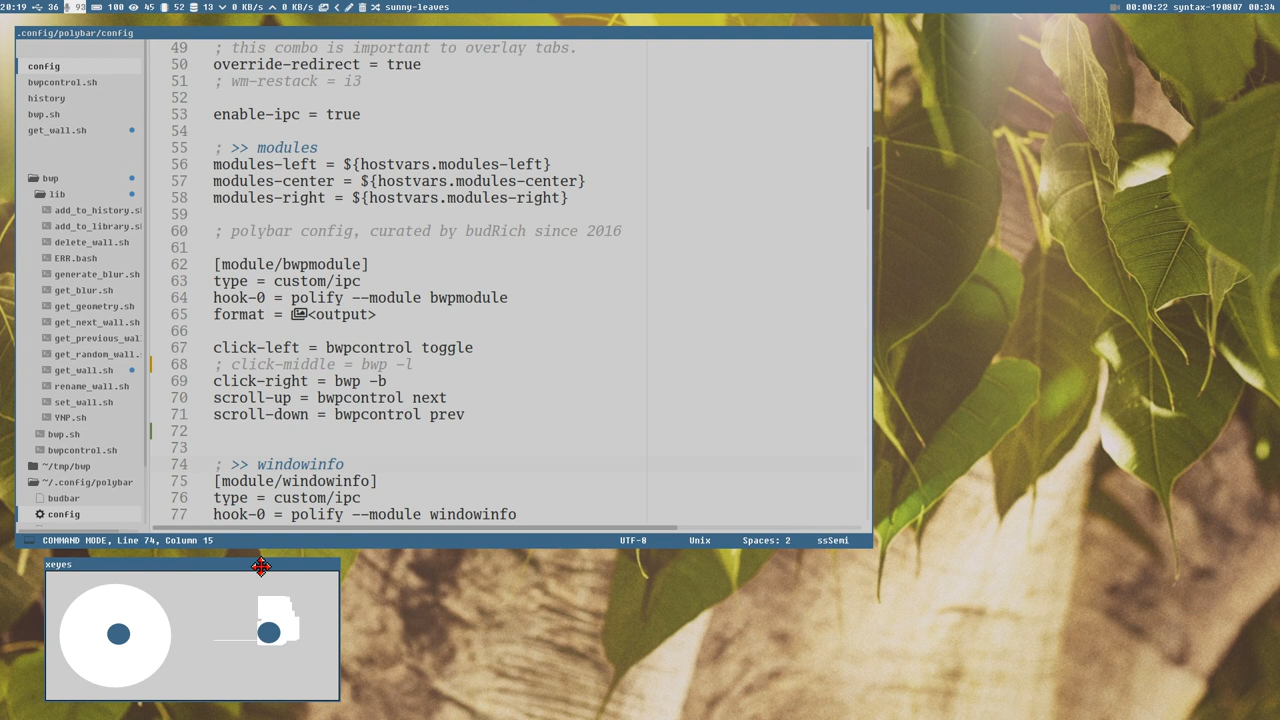 20:19 36 93 100 45 52 13 0 KB/s 0 KB/s sunny-leaves 00:00:22 syntax-190807 00:34
.config/polybar/config
config
bwpcontrol.sh
history
bwp.sh
get_wall.sh
bwp
lib
add_to_history.s
add_to_library.s
delete_wall.sh
ERR.bash
generate_blur.sh
get_blur.sh
get_geometry.sh
get_next_wall.sh
get_previous_wal
get_random_wall.
get_wall.sh
rename_wall.sh
set_wall.sh
YNP.sh
bwp.sh
bwpcontrol.sh
~/tmp/bwp
~/.config/polybar
budbar
config
49 ; this combo is important to overlay tabs.
50 override-redirect = true
51 ; wm-restack = i3
52
53 enable-ipc = true
54
55 ; >> modules
56 modules-left = ${hostvars.modules-left}
57 modules-center = ${hostvars.modules-center}
58 modules-right = ${hostvars.modules-right}
59
60 ; polybar config, curated by budRich since 2016
61
62 [module/bwpmodule]
63 type = custom/ipc
64 hook-0 = polify --module bwpmodule
65 format = <output>
66
67 click-left = bwpcontrol toggle
68 ; click-middle = bwp -l
69 click-right = bwp -b
70 scroll-up = bwpcontrol next
71 scroll-down = bwpcontrol prev
72
73
74 ; >> windowinfo
75 [module/windowinfo]
76 type = custom/ipc
77 hook-0 = polify --module windowinfo
COMMAND MODE, Line 74, Column 15 UTF-8 Unix Spaces: 2 ssSemi
xeyes